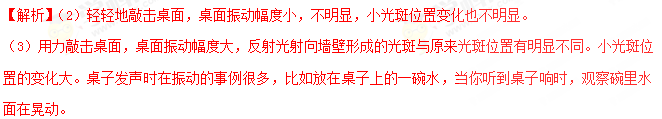 【解析】（2）轻轻地敲击桌面，桌面振动幅度小，不明显，小光斑位置变化也不明显。
（3）用力敲击桌面，桌面振动幅度大，反射光射向墙壁形成的光斑与原来光斑位置有明显不同。小光斑位
置的变化大。桌子发声时在振动的事例很多，比如放在桌子上的一碗水，当你听到桌子响时，观察碗里水
面在晃动。